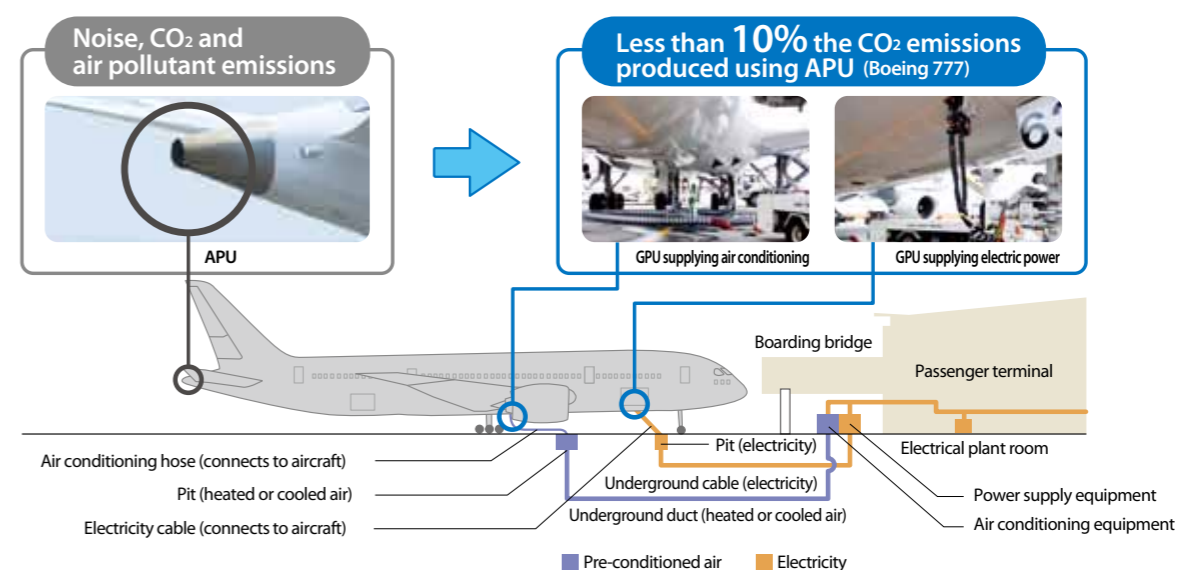 Noise, CO2 and
air pollutant emissions
APU
Less than 10% the CO2 emissions
produced using APU (Boeing 777)
6
GPU supplying air conditioning
GPU supplying electric power
Boarding bridge
Passenger terminal
Pit (electricity)
Electrical plant room
Air conditioning hose (connects to aircraft)
Pit (heated or cooled air)
Underground cable (electricity)
Power supply equipment
Electricity cable (connects to aircraft)
Underground duct (heated or cooled air)
Air conditioning equipment
Pre-conditioned air
Electricity